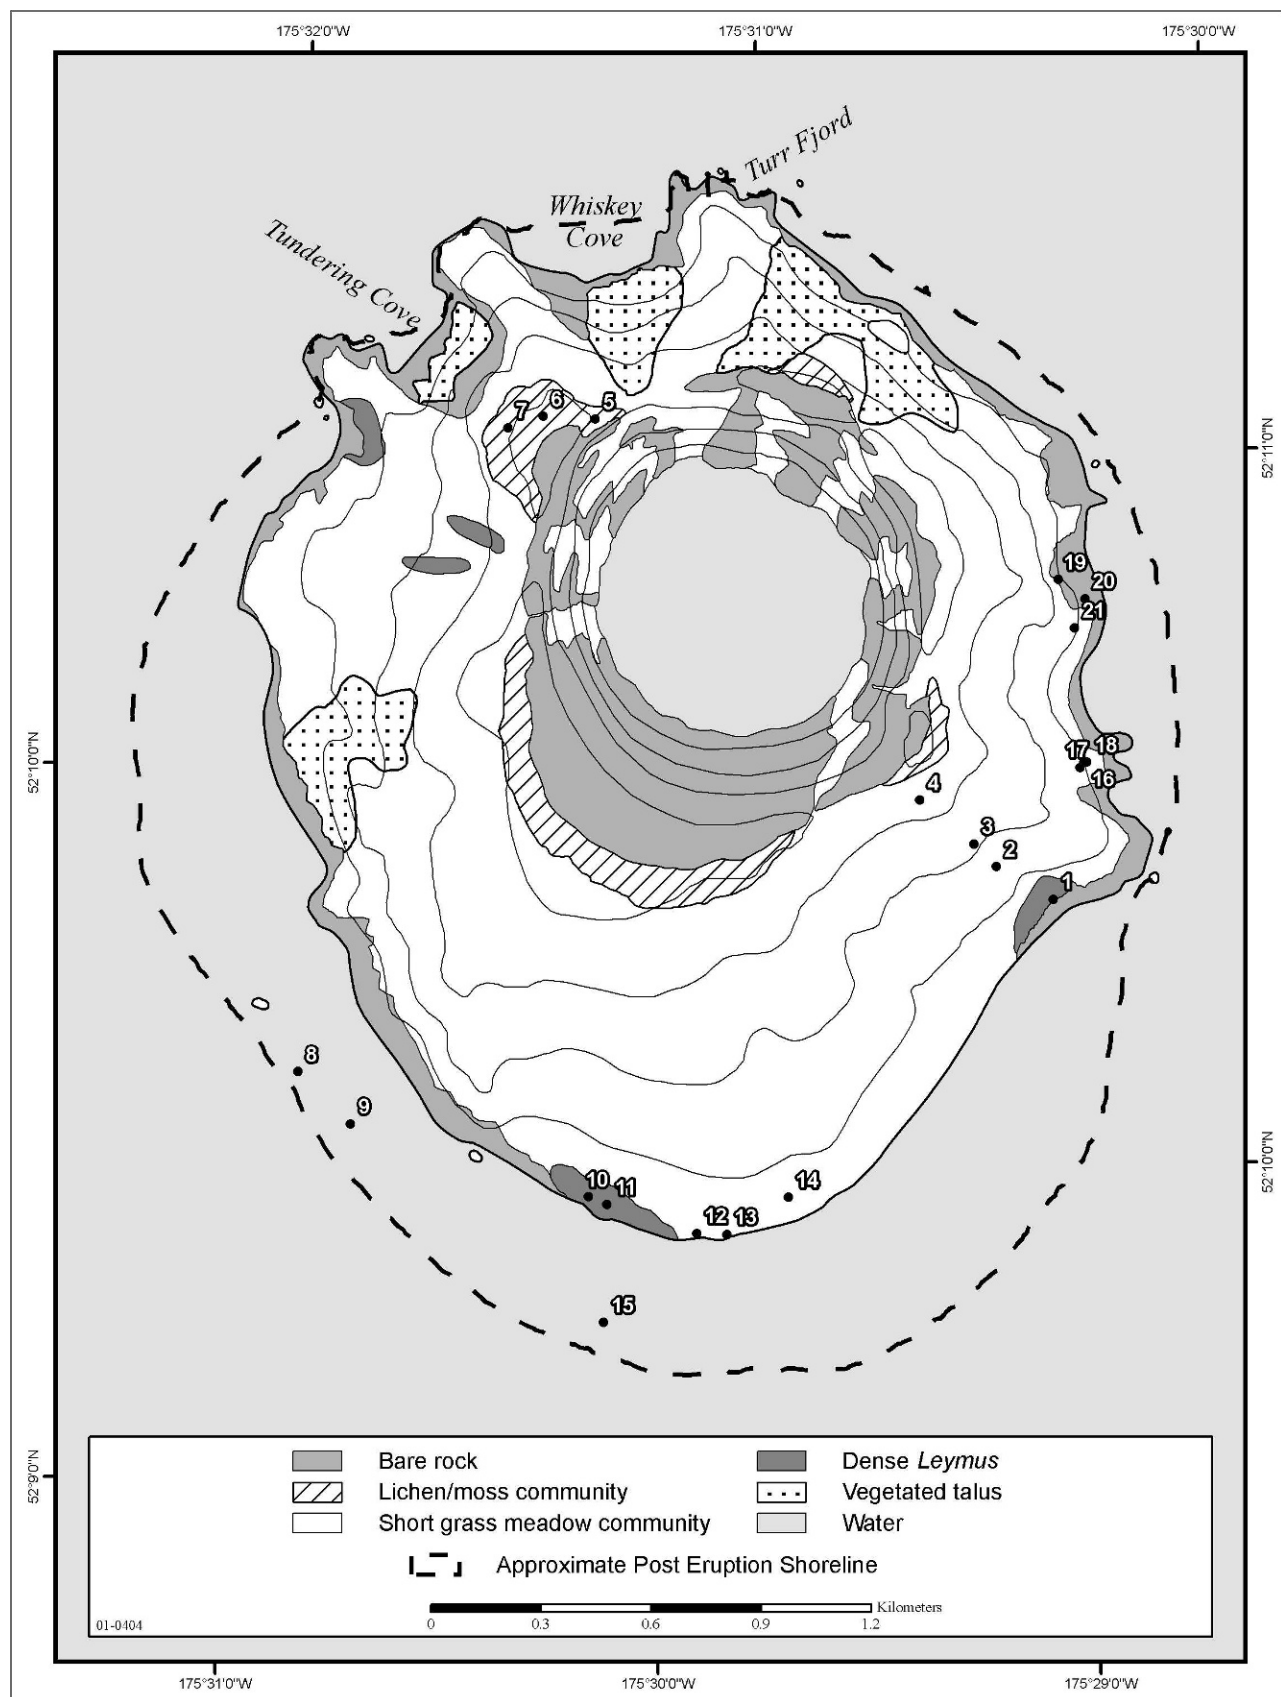 175°32'0"W
175°31'0"W
175°30'0"W
Turr Fjord
Whiskey
Cove
Tundering Cove
52°11'0"N
52°10'0"N
5
6
7
19
20
21
17
18
16
4
3
2
1
8
9
10
11
12
13
14
15
52°10'0"N
52°9'0"N
Bare rock
Dense Leymus
Lichen/moss community
Vegetated talus
Short grass meadow community
Water
Approximate Post Eruption Shoreline
Kilometers
0
0.3
0.6
0.9
1.2
01-0404
175°31'0"W
175°30'0"W
175°29'0"W